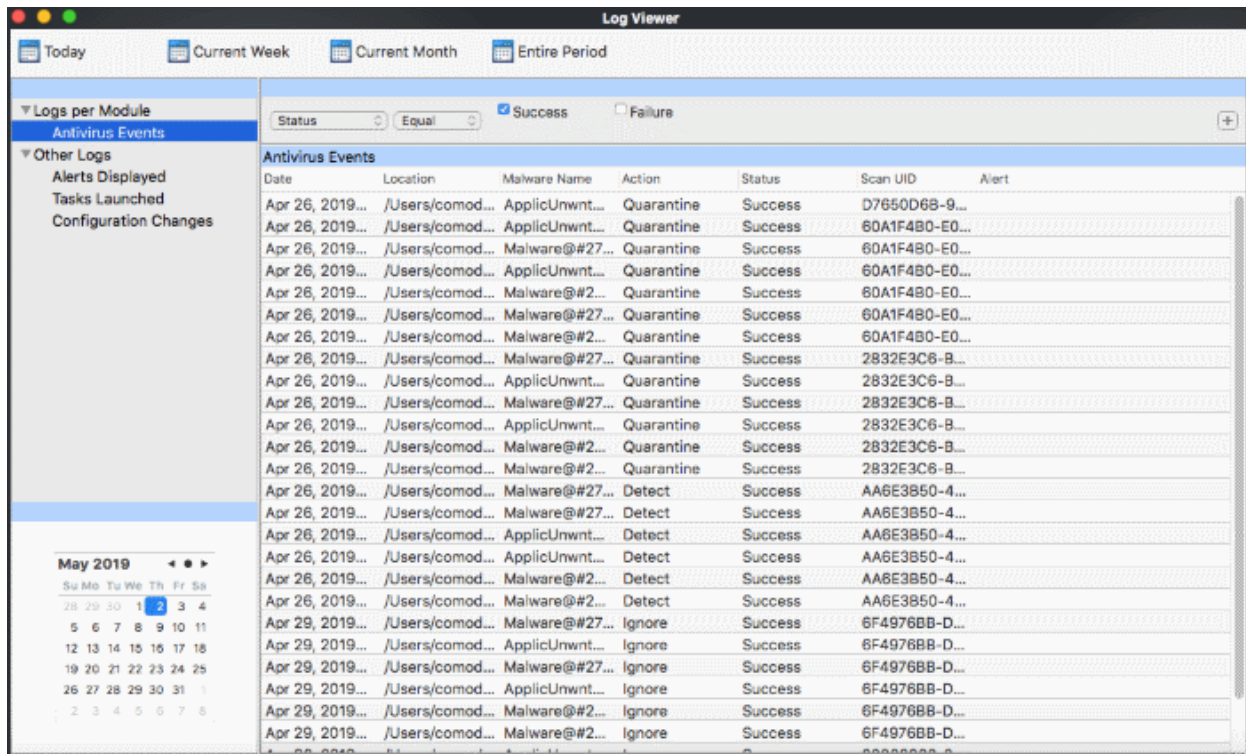 Log Viewer
Today Current Week Current Month Entire Period
Logs per Module
Antivirus Events
Other Logs
Alerts Displayed
Tasks Launched
Configuration Changes
Status Equal Success Failure
Antivirus Events
Date Location Malware Name Action Status Scan UID Alert
Apr 26, 2019... /Users/comod... ApplicUnwnt... Quarantine Success D7650D6B-9...
Apr 26, 2019... /Users/comod... ApplicUnwnt... Quarantine Success 60A1F4B0-E0...
Apr 26, 2019... /Users/comod... Malware@#27... Quarantine Success 60A1F4B0-E0...
Apr 26, 2019... /Users/comod... ApplicUnwnt... Quarantine Success 60A1F4B0-E0...
Apr 26, 2019... /Users/comod... Malware@#2... Quarantine Success 60A1F4B0-E0...
Apr 26, 2019... /Users/comod... Malware@#27... Quarantine Success 60A1F4B0-E0...
Apr 26, 2019... /Users/comod... Malware@#2... Quarantine Success 60A1F4B0-E0...
Apr 26, 2019... /Users/comod... Malware@#27... Quarantine Success 2832E3C6-B...
Apr 26, 2019... /Users/comod... ApplicUnwnt... Quarantine Success 2832E3C6-B...
Apr 26, 2019... /Users/comod... Malware@#27... Quarantine Success 2832E3C6-B...
Apr 26, 2019... /Users/comod... ApplicUnwnt... Quarantine Success 2832E3C6-B...
Apr 26, 2019... /Users/comod... Malware@#2... Quarantine Success 2832E3C6-B...
Apr 26, 2019... /Users/comod... Malware@#2... Quarantine Success 2832E3C6-B...
Apr 26, 2019... /Users/comod... Malware@#27... Detect Success AA6E3B50-4...
Apr 26, 2019... /Users/comod... Malware@#27... Detect Success AA6E3B50-4...
Apr 26, 2019... /Users/comod... ApplicUnwnt... Detect Success AA6E3B50-4...
Apr 26, 2019... /Users/comod... ApplicUnwnt... Detect Success AA6E3B50-4...
Apr 26, 2019... /Users/comod... Malware@#2... Detect Success AA6E3B50-4...
Apr 26, 2019... /Users/comod... Malware@#2... Detect Success AA6E3B50-4...
Apr 29, 2019... /Users/comod... Malware@#27... Ignore Success 6F4976BB-D...
Apr 29, 2019... /Users/comod... ApplicUnwnt... Ignore Success 6F4976BB-D...
Apr 29, 2019... /Users/comod... Malware@#27... Ignore Success 6F4976BB-D...
Apr 29, 2019... /Users/comod... ApplicUnwnt... Ignore Success 6F4976BB-D...
Apr 29, 2019... /Users/comod... Malware@#2... Ignore Success 6F4976BB-D...
Apr 29, 2019... /Users/comod... Malware@#2... Ignore Success 6F4976BB-D...
May 2019
Su Mo Tu We Th Fr Sa
28 29 30 1 2 3 4
5 6 7 8 9 10 11
12 13 14 15 16 17 18
19 20 21 22 23 24 25
26 27 28 29 30 31 1
2 3 4 5 6 7 8